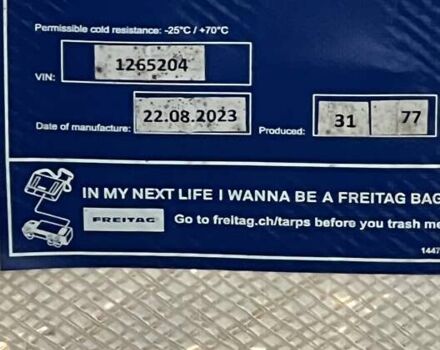 Permissible cold resistance: -25°C / +70°C
VIN: 1265204
Date of manufacture: 22.08.2023 Produced: 31 77
IN MY NEXT LIFE I WANNA BE A FREITAG BAG
FREITAG Go to freitag.ch/tarps before you trash me
1447